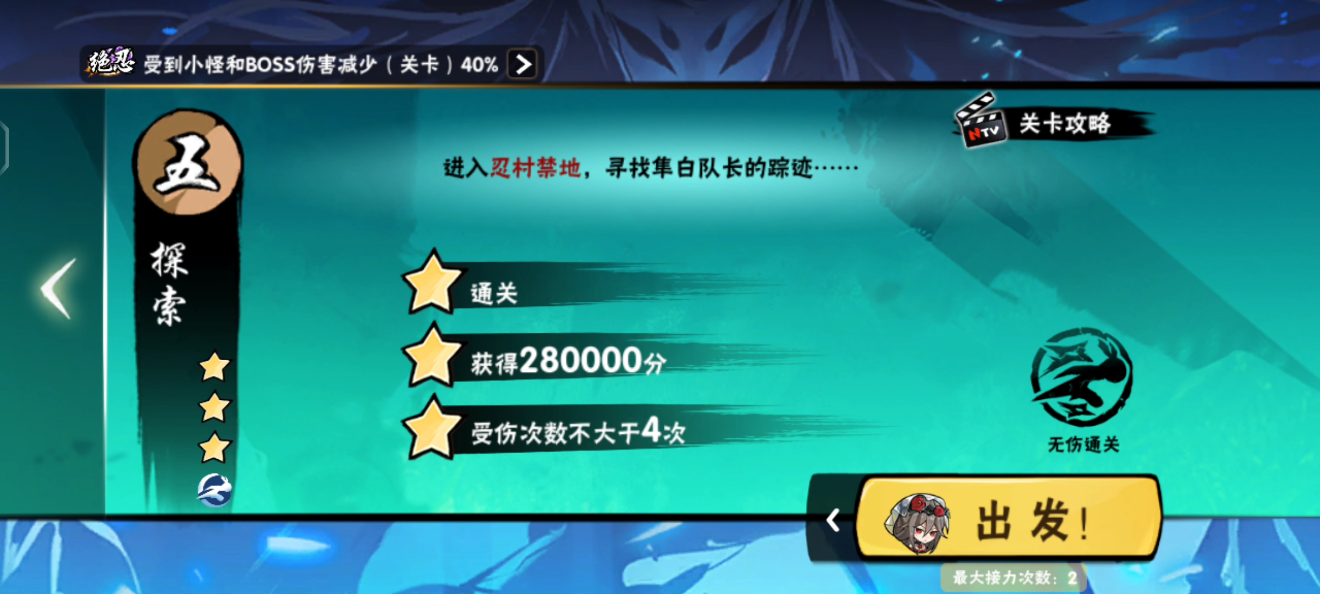 绝忍 受到小怪和BOSS伤害减少（关卡）40%
NTV 关卡攻略
五
探索
进入忍村禁地，寻找隼白队长的踪迹……
通关
获得280000分
受伤次数不大于4次
无伤通关
出发!
最大接力次数：2